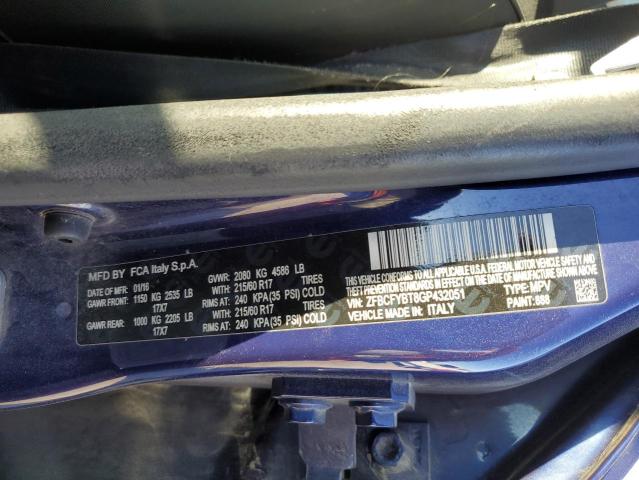 MFD BY FCA Italy S.p.A.
DATE OF MFR: 01/16 GVWR: 2080 KG 4586 LB
GAWR FRONT: 1150 KG 2535 LB WITH: 215/60 R17 TIRES
17X7 RIMS AT: 240 KPA(35 PSI) COLD
GAWR REAR: 1000 KG 2205 LB WITH: 215/60 R17 TIRES
17X7 RIMS AT: 240 KPA(35 PSI) COLD
THIS VEHICLE CONFORMS TO ALL APPLICABLE
FEDERAL MOTOR VEHICLE SAFETY, BUMPER, AND THEFT
PREVENTION STANDARDS IN EFFECT ON THE DATE OF
MANUFACTURE SHOWN ABOVE.
VIN: ZFBCFYBT8GP432051 TYPE: MPV
VEHICLE MADE IN: ITALY PAINT: 888